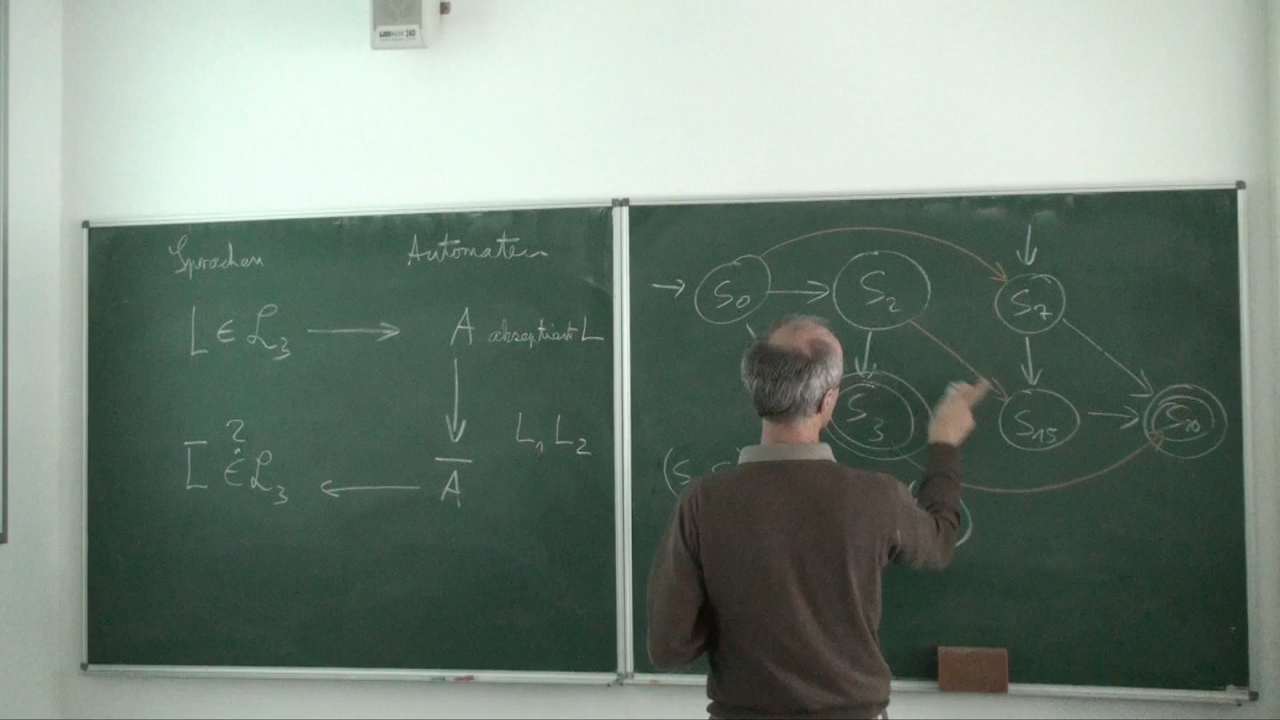 Sprachen Automaten
L ∈ ℒ₃ → A akzeptiert L
↓
?
L̅ ∈ ℒ₃ ← A̅
L₁ L₂
→ S₀ → S₂ S₇
S₃ S₁₅ → S₁₀
(S